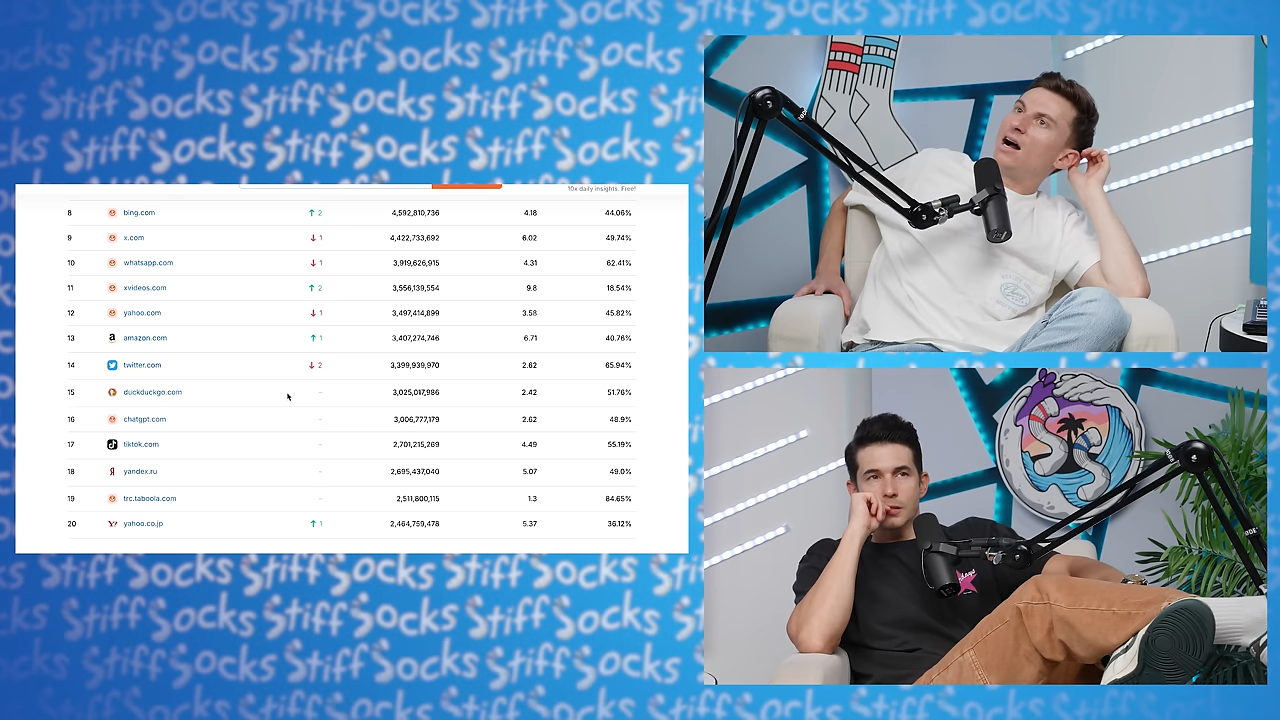 Stiff Socks
10x daily insights. Free!
8 bing.com ↑ 2 4,592,810,736 4.18 44.06%
9 x.com ↓ 1 4,422,733,692 6.02 49.74%
10 whatsapp.com ↓ 1 3,919,626,915 4.31 62.41%
11 xvideos.com ↑ 2 3,556,139,554 9.8 18.54%
12 yahoo.com ↓ 1 3,497,414,899 3.58 45.82%
13 amazon.com ↑ 1 3,407,274,746 6.71 40.76%
14 twitter.com ↓ 2 3,399,939,970 2.62 65.94%
15 duckduckgo.com – 3,025,017,986 2.42 51.76%
16 chatgpt.com – 3,006,777,179 2.62 48.9%
17 tiktok.com – 2,701,215,269 4.49 55.19%
18 yandex.ru – 2,695,437,040 5.07 49.0%
19 trc.taboola.com – 2,511,800,115 1.3 84.65%
20 yahoo.co.jp ↑ 1 2,464,759,478 5.37 36.12%